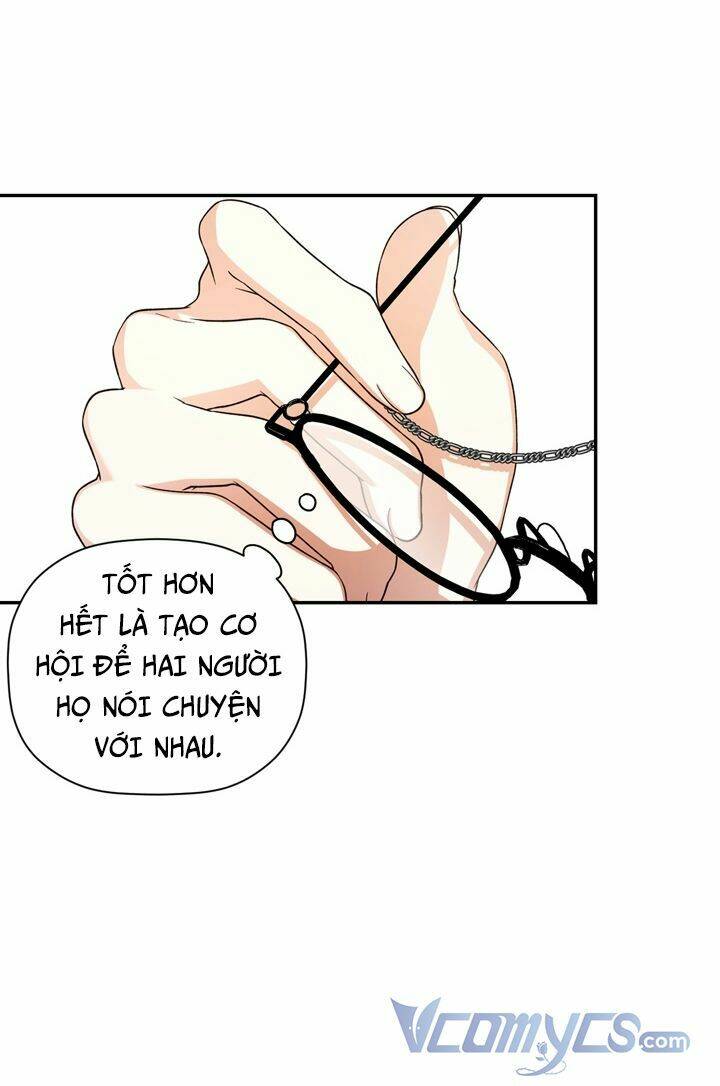 TỐT HƠN
HẾT LÀ TẠO CƠ
HỘI ĐỂ HAI NGƯỜI
HỌ NÓI CHUYỆN
VỚI NHAU.
VCOMYCS.com